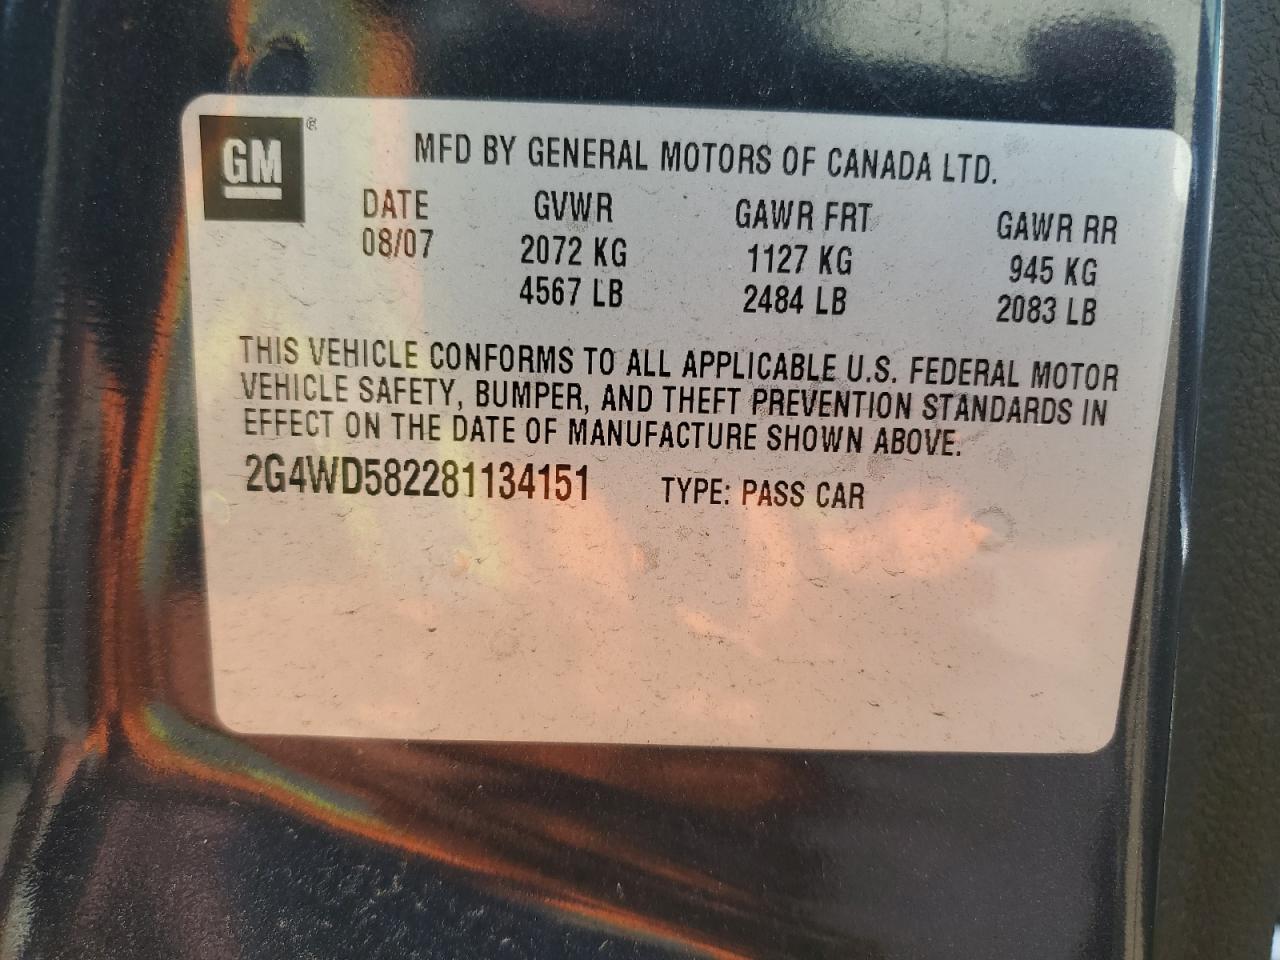 GM ®
MFD BY GENERAL MOTORS OF CANADA LTD.
DATE GVWR GAWR FRT GAWR RR
08/07 2072 KG 1127 KG 945 KG
4567 LB 2484 LB 2083 LB
THIS VEHICLE CONFORMS TO ALL APPLICABLE U.S. FEDERAL MOTOR
VEHICLE SAFETY, BUMPER, AND THEFT PREVENTION STANDARDS IN
EFFECT ON THE DATE OF MANUFACTURE SHOWN ABOVE.
2G4WD582281134151 TYPE: PASS CAR